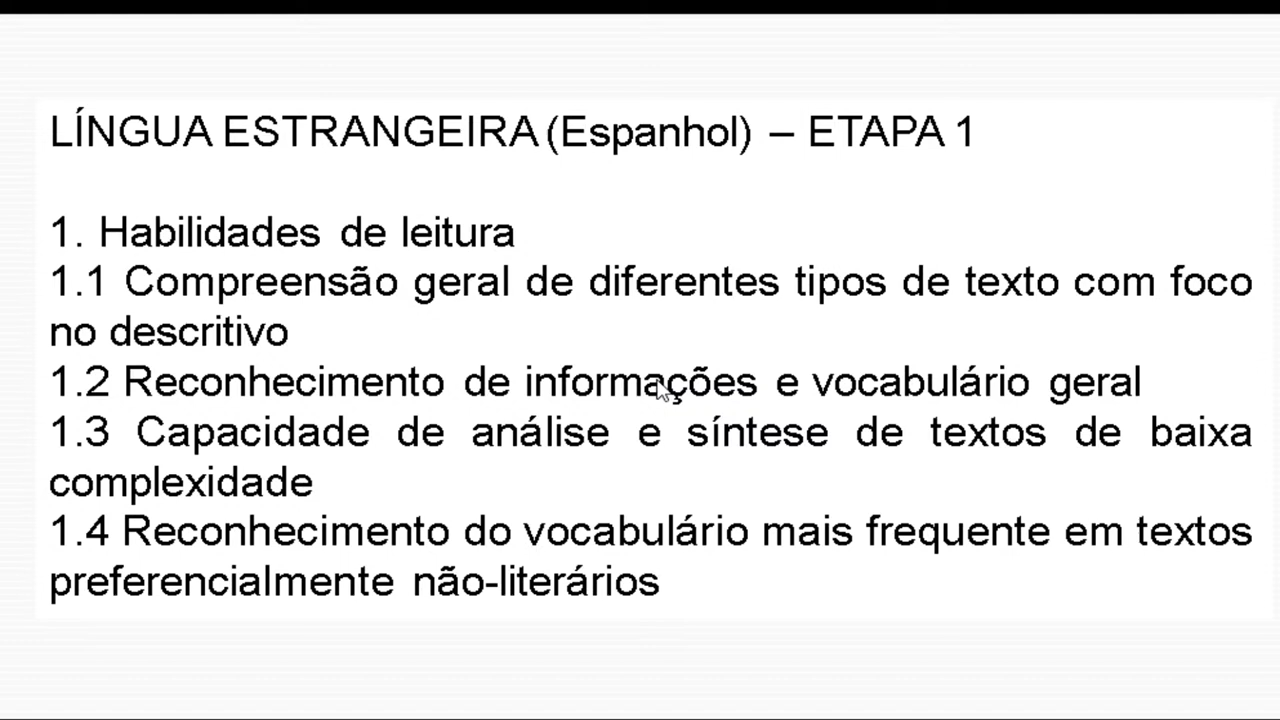 LÍNGUA ESTRANGEIRA (Espanhol) – ETAPA 1
1. Habilidades de leitura
1.1 Compreensão geral de diferentes tipos de texto com foco
no descritivo
1.2 Reconhecimento de informações e vocabulário geral
1.3 Capacidade de análise e síntese de textos de baixa
complexidade
1.4 Reconhecimento do vocabulário mais frequente em textos
preferencialmente não-literários